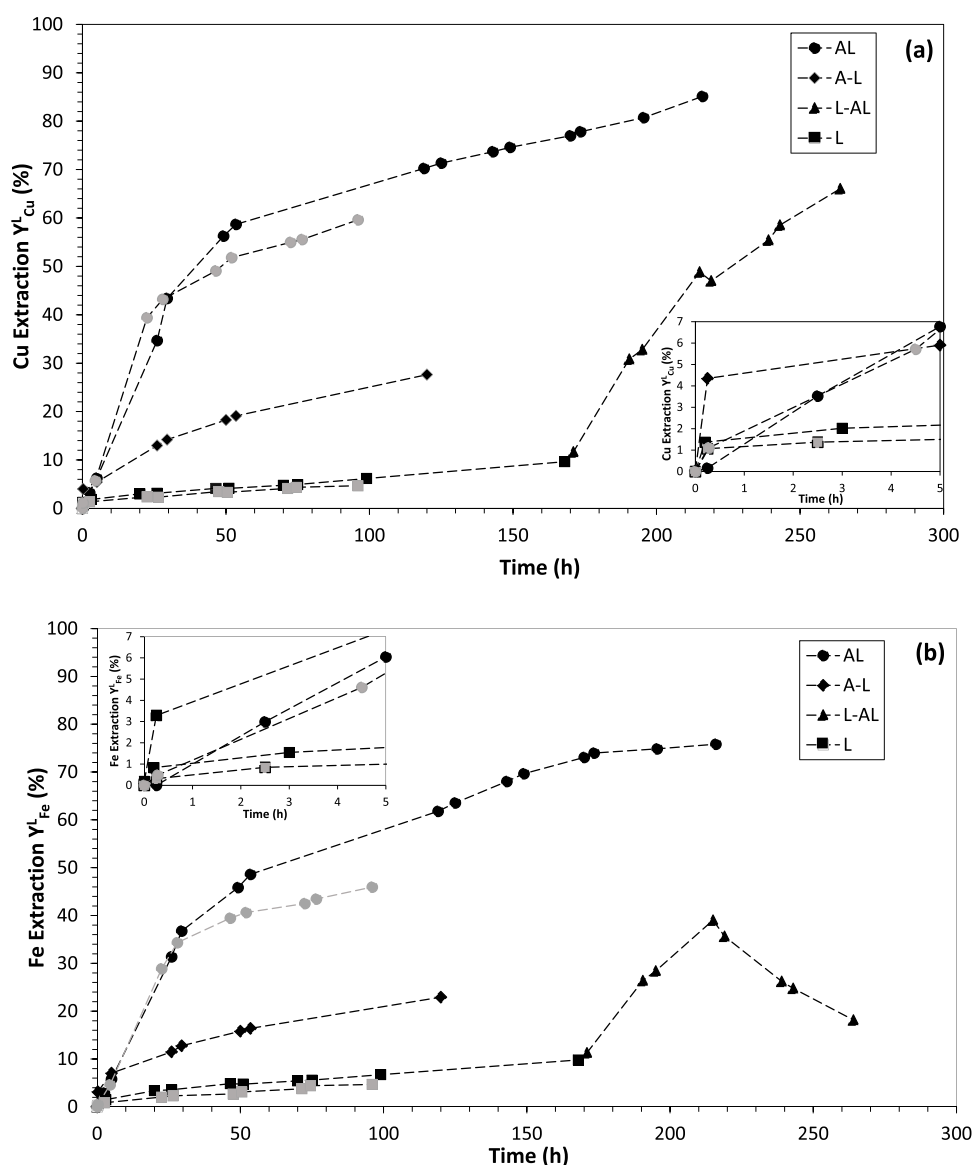 (a)
AL
A-L
L-AL
L
Cu Extraction Y^L_Cu (%)
100
90
80
70
60
50
40
30
20
10
0
0 50 100 150 200 250 300
Time (h)
Cu Extraction Y^L_Cu (%)
7
6
5
4
3
2
1
0
0 1 2 3 4 5
Time (h)
(b)
AL
A-L
L-AL
L
Fe Extraction Y^L_Fe (%)
100
90
80
70
60
50
40
30
20
10
0
0 50 100 150 200 250 300
Time (h)
Fe Extraction Y^L_Fe (%)
7
6
5
4
3
2
1
0
0 1 2 3 4 5
Time (h)